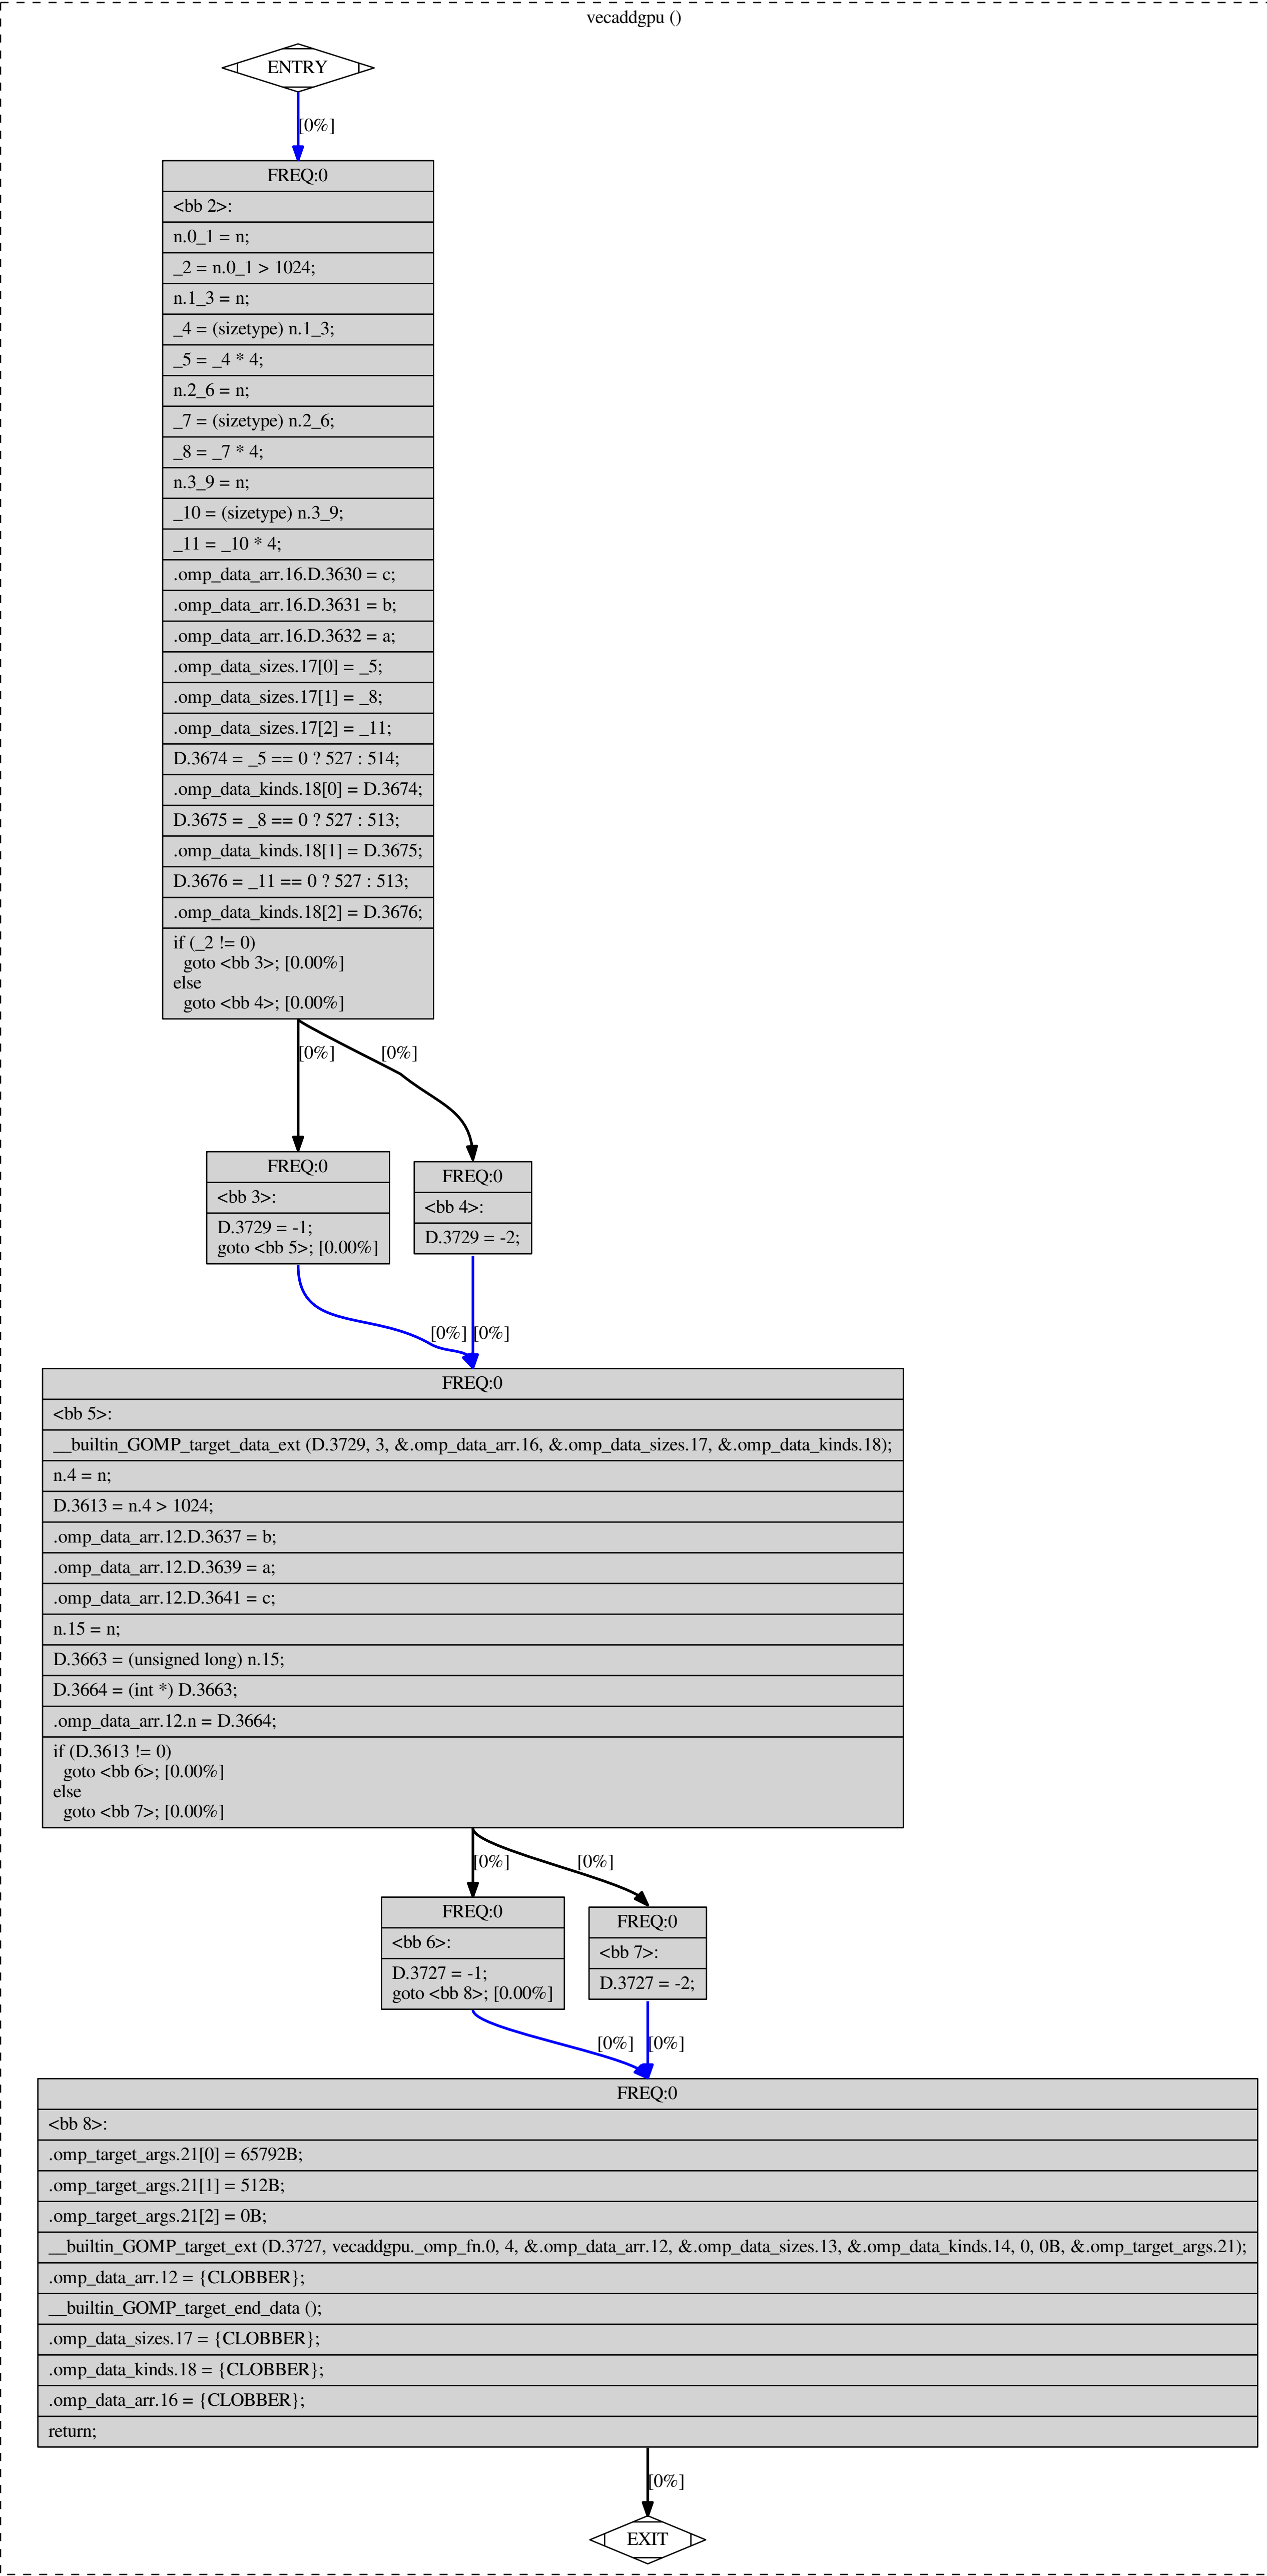 vecaddgpu ()
ENTRY
[0%]
FREQ:0
<bb 2>:
n.0_1 = n;
_2 = n.0_1 > 1024;
n.1_3 = n;
_4 = (sizetype) n.1_3;
_5 = _4 * 4;
n.2_6 = n;
_7 = (sizetype) n.2_6;
_8 = _7 * 4;
n.3_9 = n;
_10 = (sizetype) n.3_9;
_11 = _10 * 4;
.omp_data_arr.16.D.3630 = c;
.omp_data_arr.16.D.3631 = b;
.omp_data_arr.16.D.3632 = a;
.omp_data_sizes.17[0] = _5;
.omp_data_sizes.17[1] = _8;
.omp_data_sizes.17[2] = _11;
D.3674 = _5 == 0 ? 527 : 514;
.omp_data_kinds.18[0] = D.3674;
D.3675 = _8 == 0 ? 527 : 513;
.omp_data_kinds.18[1] = D.3675;
D.3676 = _11 == 0 ? 527 : 513;
.omp_data_kinds.18[2] = D.3676;
if (_2 != 0)
goto <bb 3>; [0.00%]
else
goto <bb 4>; [0.00%]
[0%] [0%]
FREQ:0
<bb 3>:
D.3729 = -1;
goto <bb 5>; [0.00%]
FREQ:0
<bb 4>:
D.3729 = -2;
[0%] [0%]
FREQ:0
<bb 5>:
__builtin_GOMP_target_data_ext (D.3729, 3, &.omp_data_arr.16, &.omp_data_sizes.17, &.omp_data_kinds.18);
n.4 = n;
D.3613 = n.4 > 1024;
.omp_data_arr.12.D.3637 = b;
.omp_data_arr.12.D.3639 = a;
.omp_data_arr.12.D.3641 = c;
n.15 = n;
D.3663 = (unsigned long) n.15;
D.3664 = (int *) D.3663;
.omp_data_arr.12.n = D.3664;
if (D.3613 != 0)
goto <bb 6>; [0.00%]
else
goto <bb 7>; [0.00%]
[0%] [0%]
FREQ:0
<bb 6>:
D.3727 = -1;
goto <bb 8>; [0.00%]
FREQ:0
<bb 7>:
D.3727 = -2;
[0%] [0%]
FREQ:0
<bb 8>:
.omp_target_args.21[0] = 65792B;
.omp_target_args.21[1] = 512B;
.omp_target_args.21[2] = 0B;
__builtin_GOMP_target_ext (D.3727, vecaddgpu._omp_fn.0, 4, &.omp_data_arr.12, &.omp_data_sizes.13, &.omp_data_kinds.14, 0, 0B, &.omp_target_args.21);
.omp_data_arr.12 = {CLOBBER};
__builtin_GOMP_target_end_data ();
.omp_data_sizes.17 = {CLOBBER};
.omp_data_kinds.18 = {CLOBBER};
.omp_data_arr.16 = {CLOBBER};
return;
[0%]
EXIT